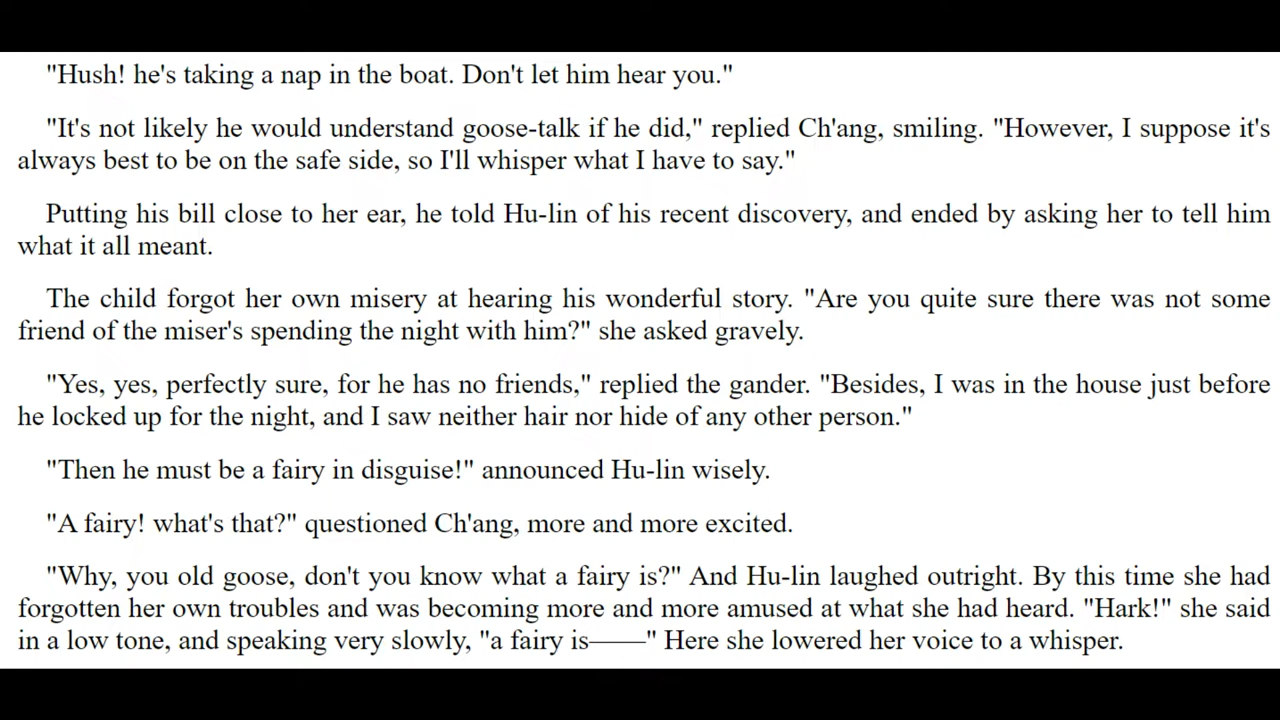 "Hush! he's taking a nap in the boat. Don't let him hear you."
"It's not likely he would understand goose-talk if he did," replied Ch'ang, smiling. "However, I suppose it's
always best to be on the safe side, so I'll whisper what I have to say."
Putting his bill close to her ear, he told Hu-lin of his recent discovery, and ended by asking her to tell him
what it all meant.
The child forgot her own misery at hearing his wonderful story. "Are you quite sure there was not some
friend of the miser's spending the night with him?" she asked gravely.
"Yes, yes, perfectly sure, for he has no friends," replied the gander. "Besides, I was in the house just before
he locked up for the night, and I saw neither hair nor hide of any other person."
"Then he must be a fairy in disguise!" announced Hu-lin wisely.
"A fairy! what's that?" questioned Ch'ang, more and more excited.
"Why, you old goose, don't you know what a fairy is?" And Hu-lin laughed outright. By this time she had
forgotten her own troubles and was becoming more and more amused at what she had heard. "Hark!" she said
in a low tone, and speaking very slowly, "a fairy is——" Here she lowered her voice to a whisper.